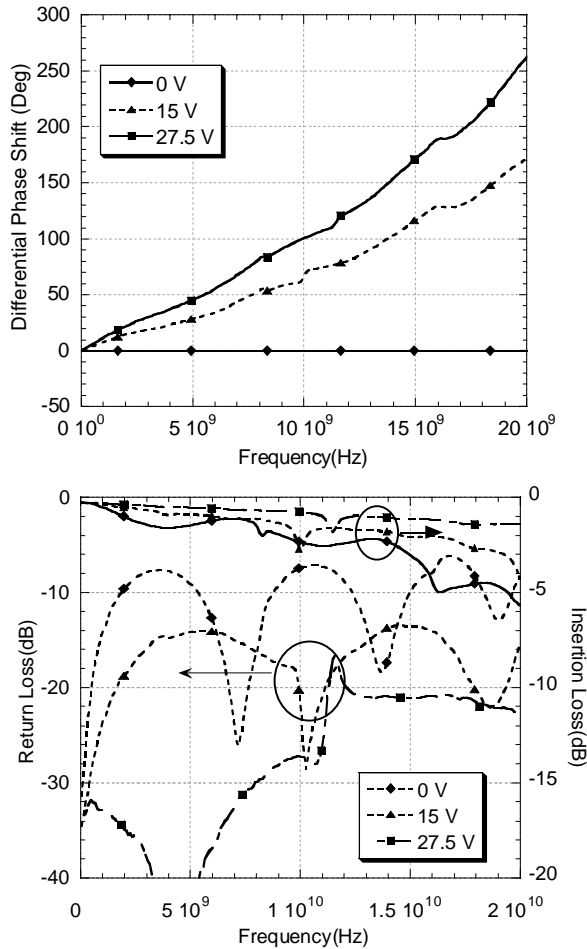 300
250
200
150
100
50
0
-50
Differential Phase Shift (Deg)
0 V
15 V
27.5 V
0 10⁰
5 10⁹
10 10⁹
15 10⁹
20 10⁹
Frequency(Hz)
0
-10
-20
-30
-40
Return Loss(dB)
0
-5
-10
-15
-20
Insertion Loss(dB)
0 V
15 V
27.5 V
0
5 10⁹
1 10¹⁰
1.5 10¹⁰
2 10¹⁰
Frequency(Hz)